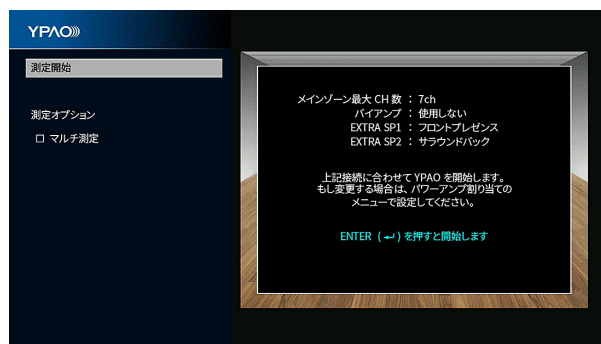 YPAO
測定開始
測定オプション
マルチ測定
メインゾーン最大 CH 数 : 7ch
バイアンプ : 使用しない
EXTRA SP1 : フロントプレゼンス
EXTRA SP2 : サラウンドバック
上記接続に合わせて YPAO を開始します。
もし変更する場合は、パワーアンプ割り当ての
メニューで設定してください。
ENTER (↵) を押すと開始します